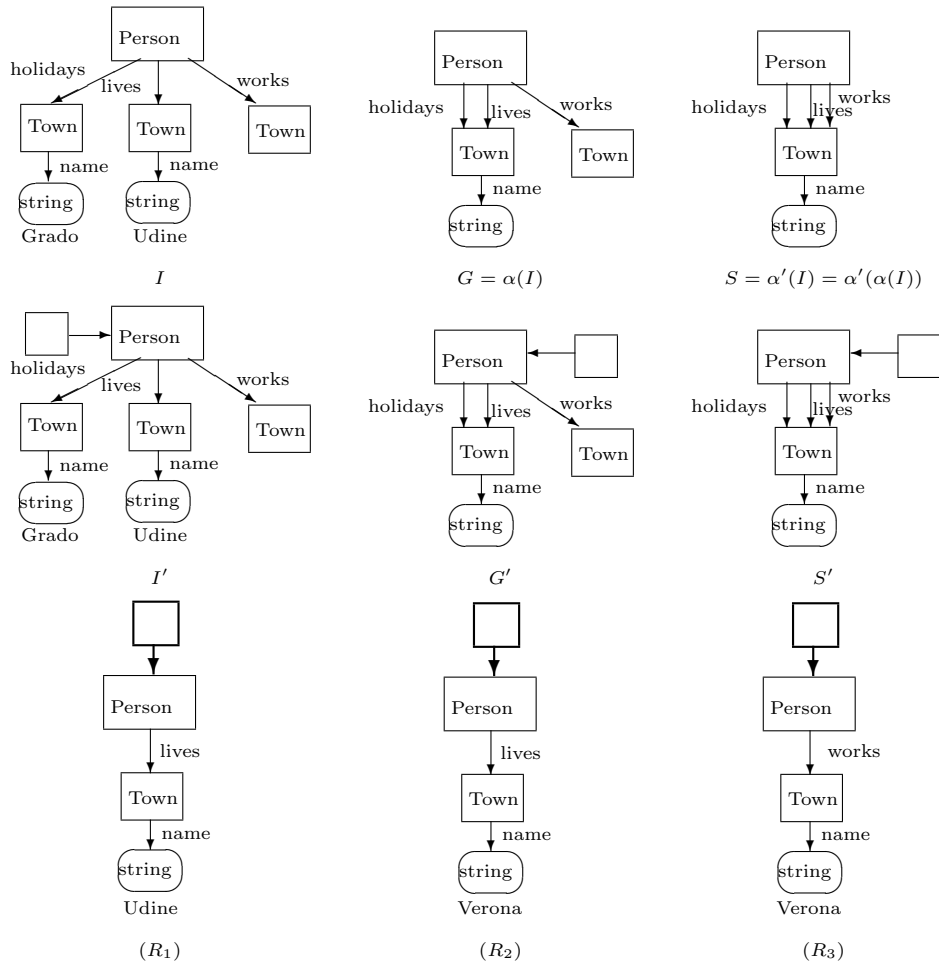 Person
holidays
lives
works
Town
Town
Town
name
name
string
string
Grado
Udine
I
Person
holidays
lives
works
Town
Town
name
string
G = α(I)
Person
holidays
lives
works
Town
name
string
S = α′(I) = α′(α(I))
Person
holidays
lives
works
Town
Town
Town
name
name
string
string
Grado
Udine
I′
Person
holidays
lives
works
Town
Town
name
string
G′
Person
holidays
lives
works
Town
name
string
S′
Person
lives
Town
name
string
Udine
(R₁)
Person
lives
Town
name
string
Verona
(R₂)
Person
works
Town
name
string
Verona
(R₃)